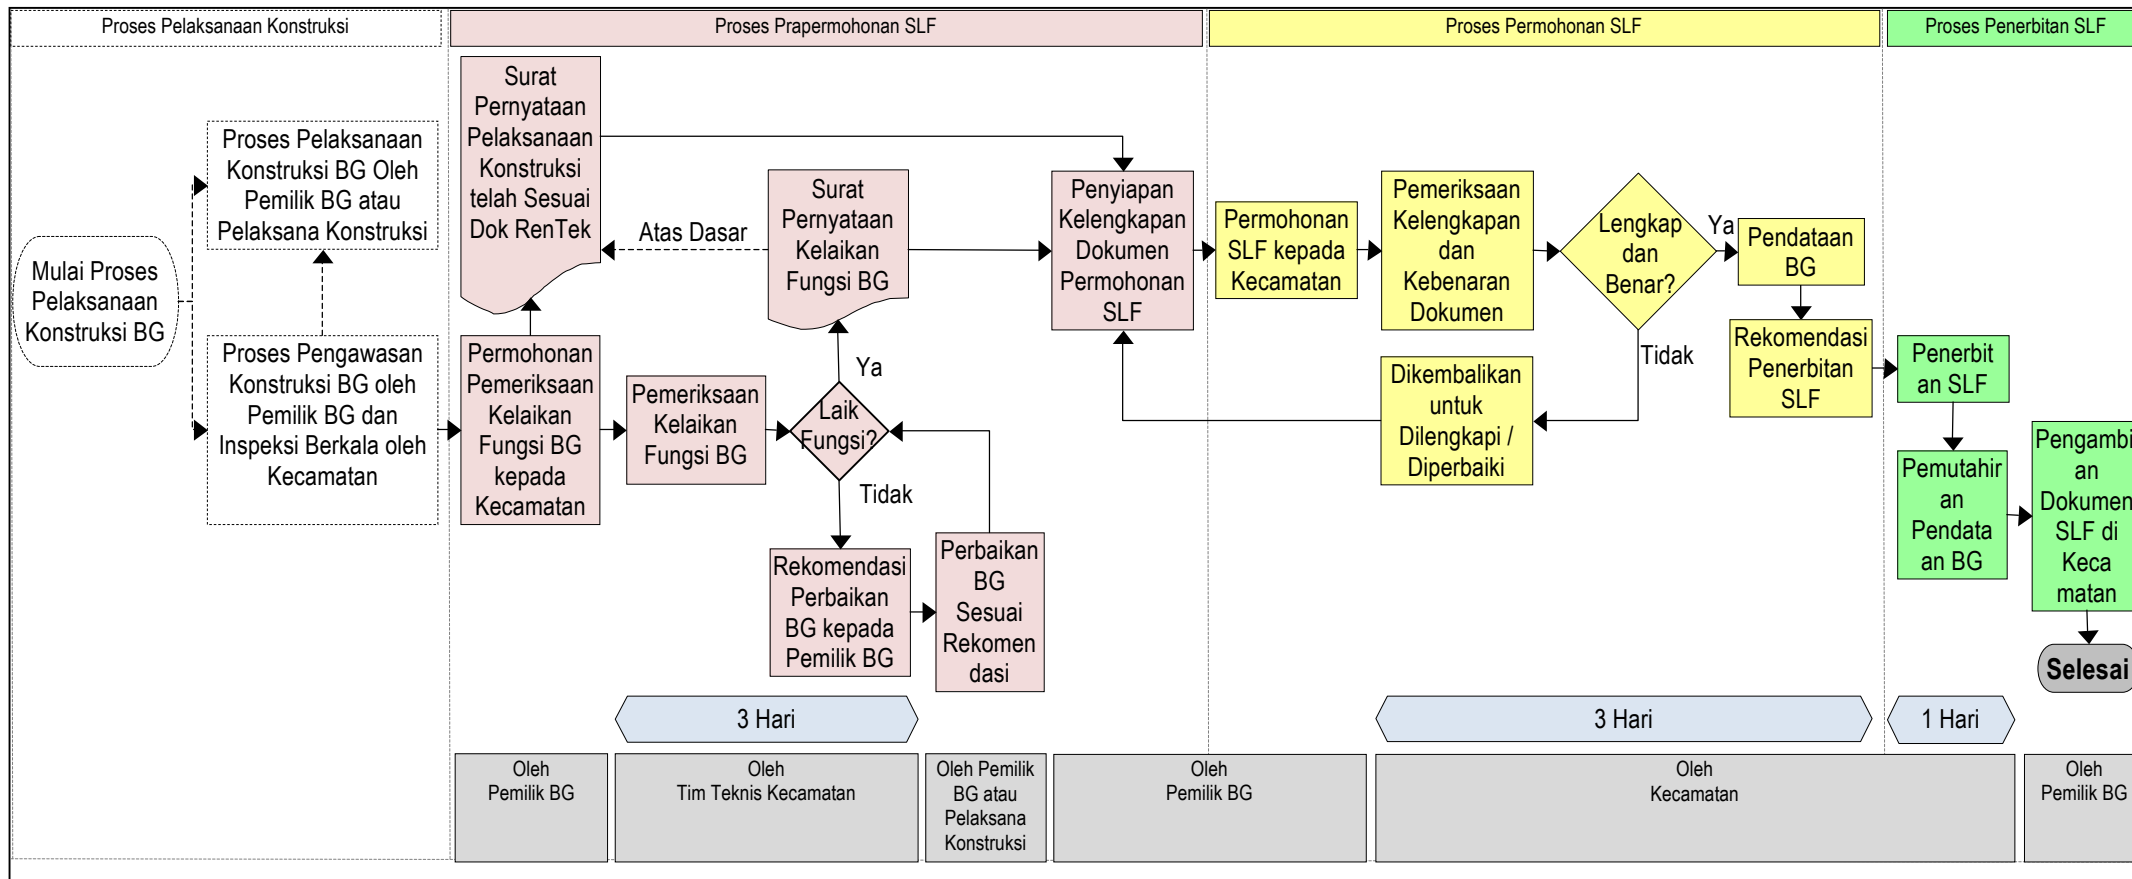 Proses Pelaksanaan Konstruksi
Proses Prapermohonan SLF
Proses Permohonan SLF
Proses Penerbitan SLF
Mulai Proses
Pelaksanaan
Konstruksi BG
Proses Pelaksanaan
Konstruksi BG Oleh
Pemilik BG atau
Pelaksana Konstruksi
Proses Pengawasan
Konstruksi BG oleh
Pemilik BG dan
Inspeksi Berkala oleh
Kecamatan
Surat
Pernyataan
Pelaksanaan
Konstruksi
telah Sesuai
Dok RenTek
Atas Dasar
Surat
Pernyataan
Kelaikan
Fungsi BG
Permohonan
Pemeriksaan
Kelaikan
Fungsi BG
kepada
Kecamatan
Pemeriksaan
Kelaikan
Fungsi BG
Ya
Laik
Fungsi?
Tidak
Rekomendasi
Perbaikan
BG kepada
Pemilik BG
Perbaikan
BG
Sesuai
Rekomen
dasi
Penyiapan
Kelengkapan
Dokumen
Permohonan
SLF
Permohonan
SLF kepada
Kecamatan
Pemeriksaan
Kelengkapan
dan
Kebenaran
Dokumen
Lengkap
dan
Benar?
Ya
Tidak
Pendataan
BG
Rekomendasi
Penerbitan
SLF
Dikembalikan
untuk
Dilengkapi /
Diperbaiki
Penerbit
an SLF
Pemutahir
an
Pendata
an BG
Pengambil
an
Dokumen
SLF di
Keca
matan
Selesai
3 Hari
3 Hari
1 Hari
Oleh
Pemilik BG
Oleh
Tim Teknis Kecamatan
Oleh Pemilik
BG atau
Pelaksana
Konstruksi
Oleh
Pemilik BG
Oleh
Kecamatan
Oleh
Pemilik BG